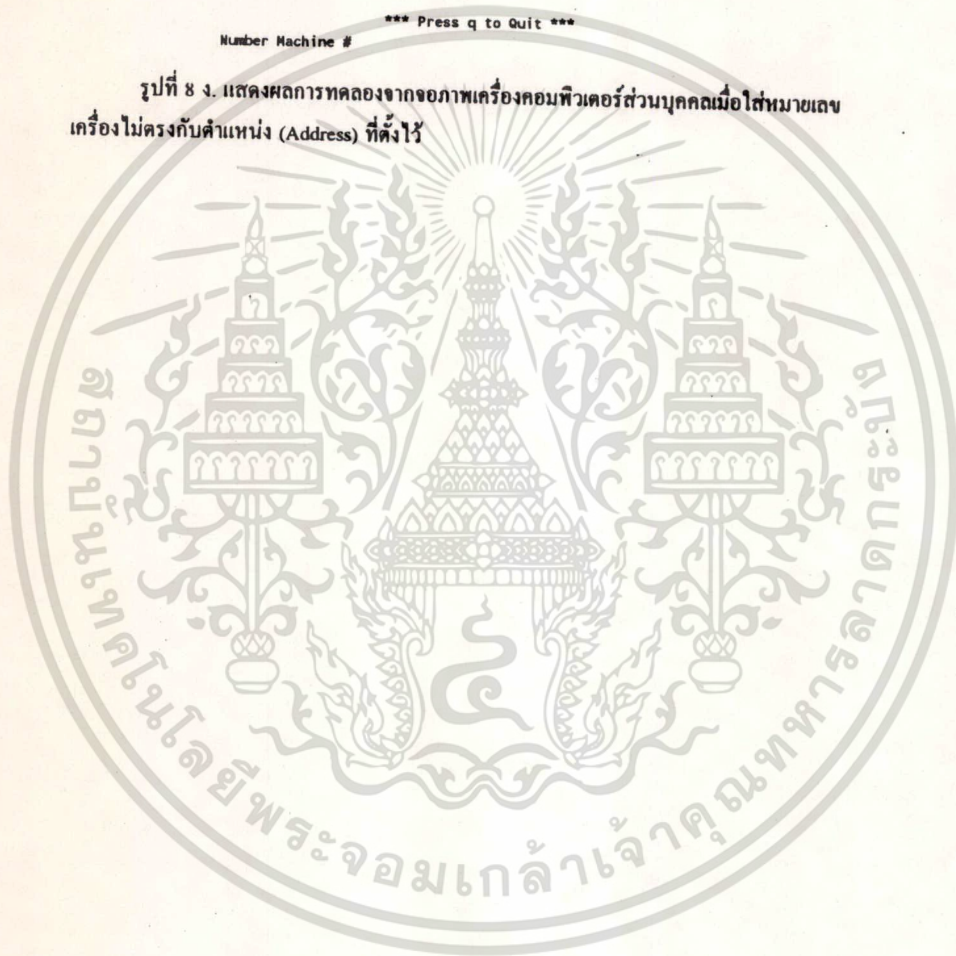 *** Press q to Quit ***
Number Machine #
รูปที่ 8 ง. แสดงผลการทดลองจากจอภาพเครื่องคอมพิวเตอร์ส่วนบุคคลเมื่อใส่หมายเลข
เครื่องไม่ตรงกับตำแหน่ง (Address) ที่ตั้งไว้
สถาบันเทคโนโลยีพระจอมเกล้าเจ้าคุณทหารลาดกระบัง